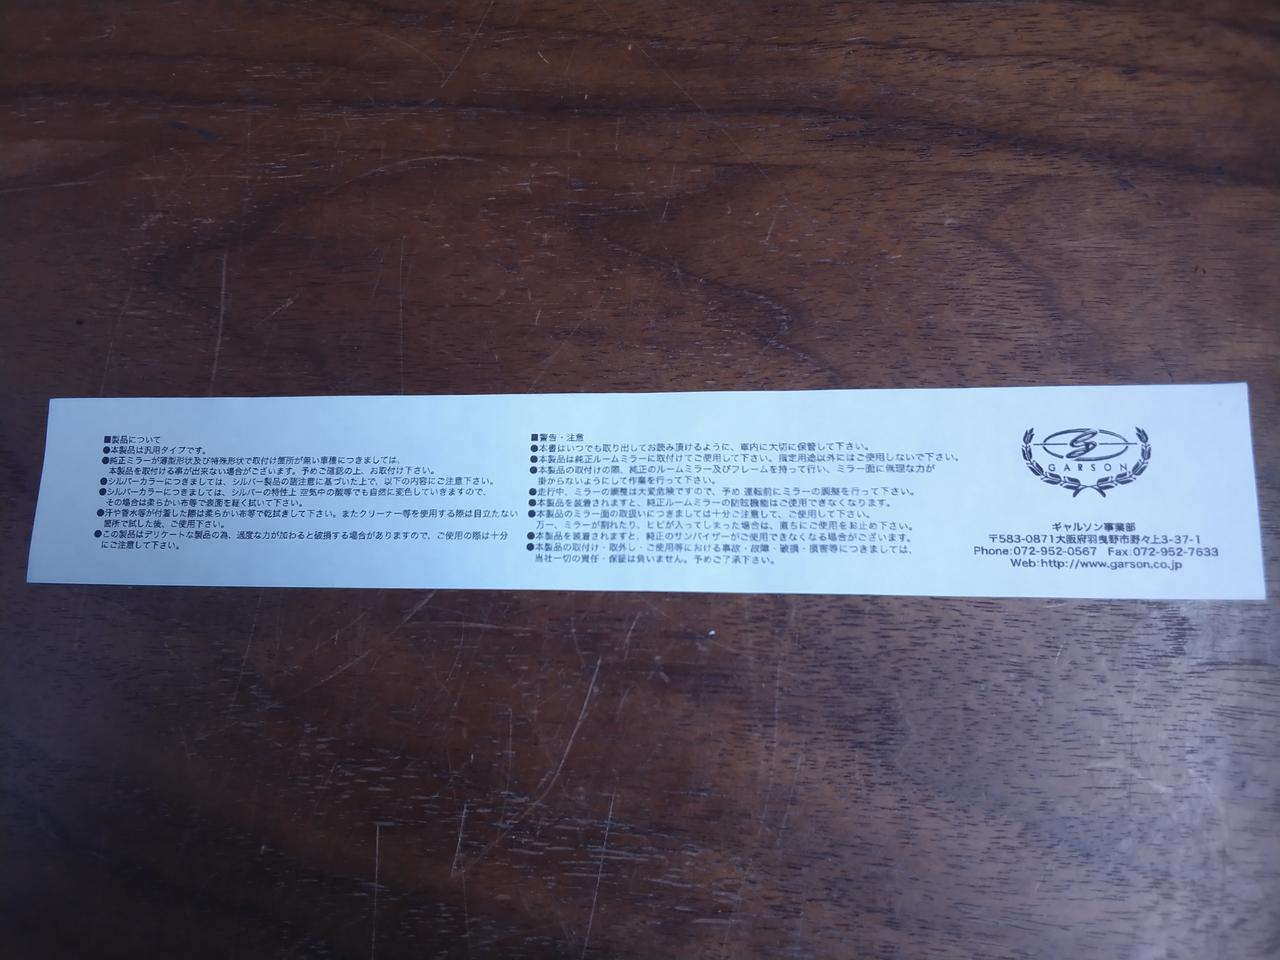 ■製品について
●本製品は汎用タイプです。
●純正ミラーが薄型形状及び特殊形状で取付け箇所が無い車種につきましては、
本製品を取付ける事が出来ない場合がございます。予めご確認の上、お取付け下さい。
●シルバーカラーにつきましては、シルバー製品の諸注意に基づいた上で、以下の内容にご注意下さい。
●シルバーカラーにつきましては、シルバーの特性上 空気中の酸等でも自然に変色していきますので、
その場合は柔らかい布等で表面を軽く拭いて下さい。
●汗や香水等が付着した際は柔らかい布等で乾拭きして下さい。またクリーナー等を使用する際は目立たない
箇所で試した後、ご使用下さい。
●この製品はデリケートな製品の為、過度な力が加わると破損する場合がありますので、ご使用の際は十分
にご注意して下さい。
■警告・注意
●本書はいつでも取り出してお読み頂けるように、車内に大切に保管して下さい。
●本製品は純正ルームミラーに取付けてご使用して下さい。指定用途以外にはご使用しないで下さい。
●本製品の取付けの際、純正のルームミラー及びフレームを持って行い、ミラー面に無理な力が
掛からないようにして作業を行って下さい。
●走行中、ミラーの調整は大変危険ですので、予め 運転前にミラーの調整を行って下さい。
●本製品を装着されますと、純正ルームミラーの防眩機能はご使用できなくなります。
●本製品のミラー面の取扱いにつきましては十分ご注意して、ご使用して下さい。
万一、ミラーが割れたり、ヒビが入ってしまった場合は、直ちにご使用をお止め下さい。
●本製品を装着されますと、純正のサンバイザーがご使用できなくなる場合がございます。
●本製品の取付け・取外し・ご使用等における事故・故障・破損・損害等につきましては、
当社一切の責任・保証は負いません。予めご了承下さい。
GARSON
ギャルソン事業部
〒583-0871大阪府羽曳野市野々上3-37-1
Phone:072-952-0567 Fax:072-952-7633
Web:http://www.garson.co.jp